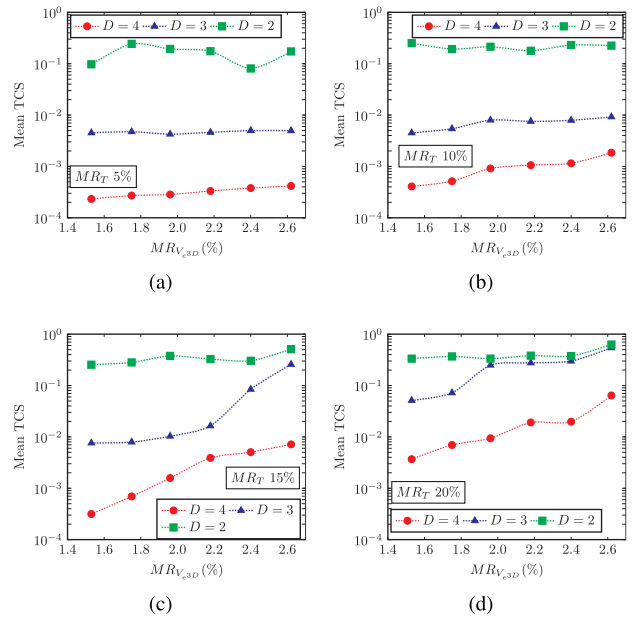 D = 4 D = 3 D = 2
10⁰
10⁻¹
10⁻²
10⁻³
10⁻⁴
Mean TCS
MR_T 5%
1.4 1.6 1.8 2.0 2.2 2.4 2.6
MR_{V_e3D}(%)
(a)
D = 4 D = 3 D = 2
10⁰
10⁻¹
10⁻²
10⁻³
10⁻⁴
Mean TCS
MR_T 10%
1.4 1.6 1.8 2.0 2.2 2.4 2.6
MR_{V_e3D}(%)
(b)
10⁰
10⁻¹
10⁻²
10⁻³
10⁻⁴
Mean TCS
MR_T 15%
D = 4 D = 3
D = 2
1.4 1.6 1.8 2.0 2.2 2.4 2.6
MR_{V_e3D}(%)
(c)
10⁰
10⁻¹
10⁻²
10⁻³
10⁻⁴
Mean TCS
MR_T 20%
D = 4 D = 3 D = 2
1.4 1.6 1.8 2.0 2.2 2.4 2.6
MR_{V_e3D}(%)
(d)